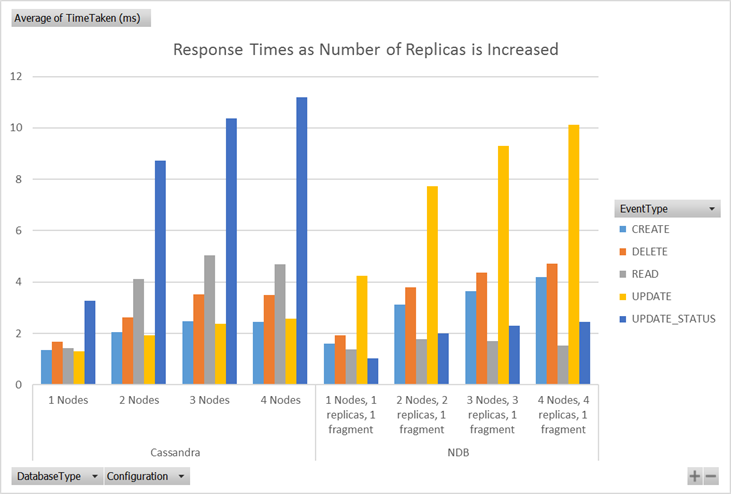 Average of TimeTaken (ms)
Response Times as Number of Replicas is Increased
12
10
8
6
4
2
0
EventType
CREATE
DELETE
READ
UPDATE
UPDATE_STATUS
1 Nodes
2 Nodes
3 Nodes
4 Nodes
1 Nodes, 1
replicas, 1
fragment
2 Nodes, 2
replicas, 1
fragment
3 Nodes, 3
replicas, 1
fragment
4 Nodes, 4
replicas, 1
fragment
Cassandra
NDB
DatabaseType
Configuration